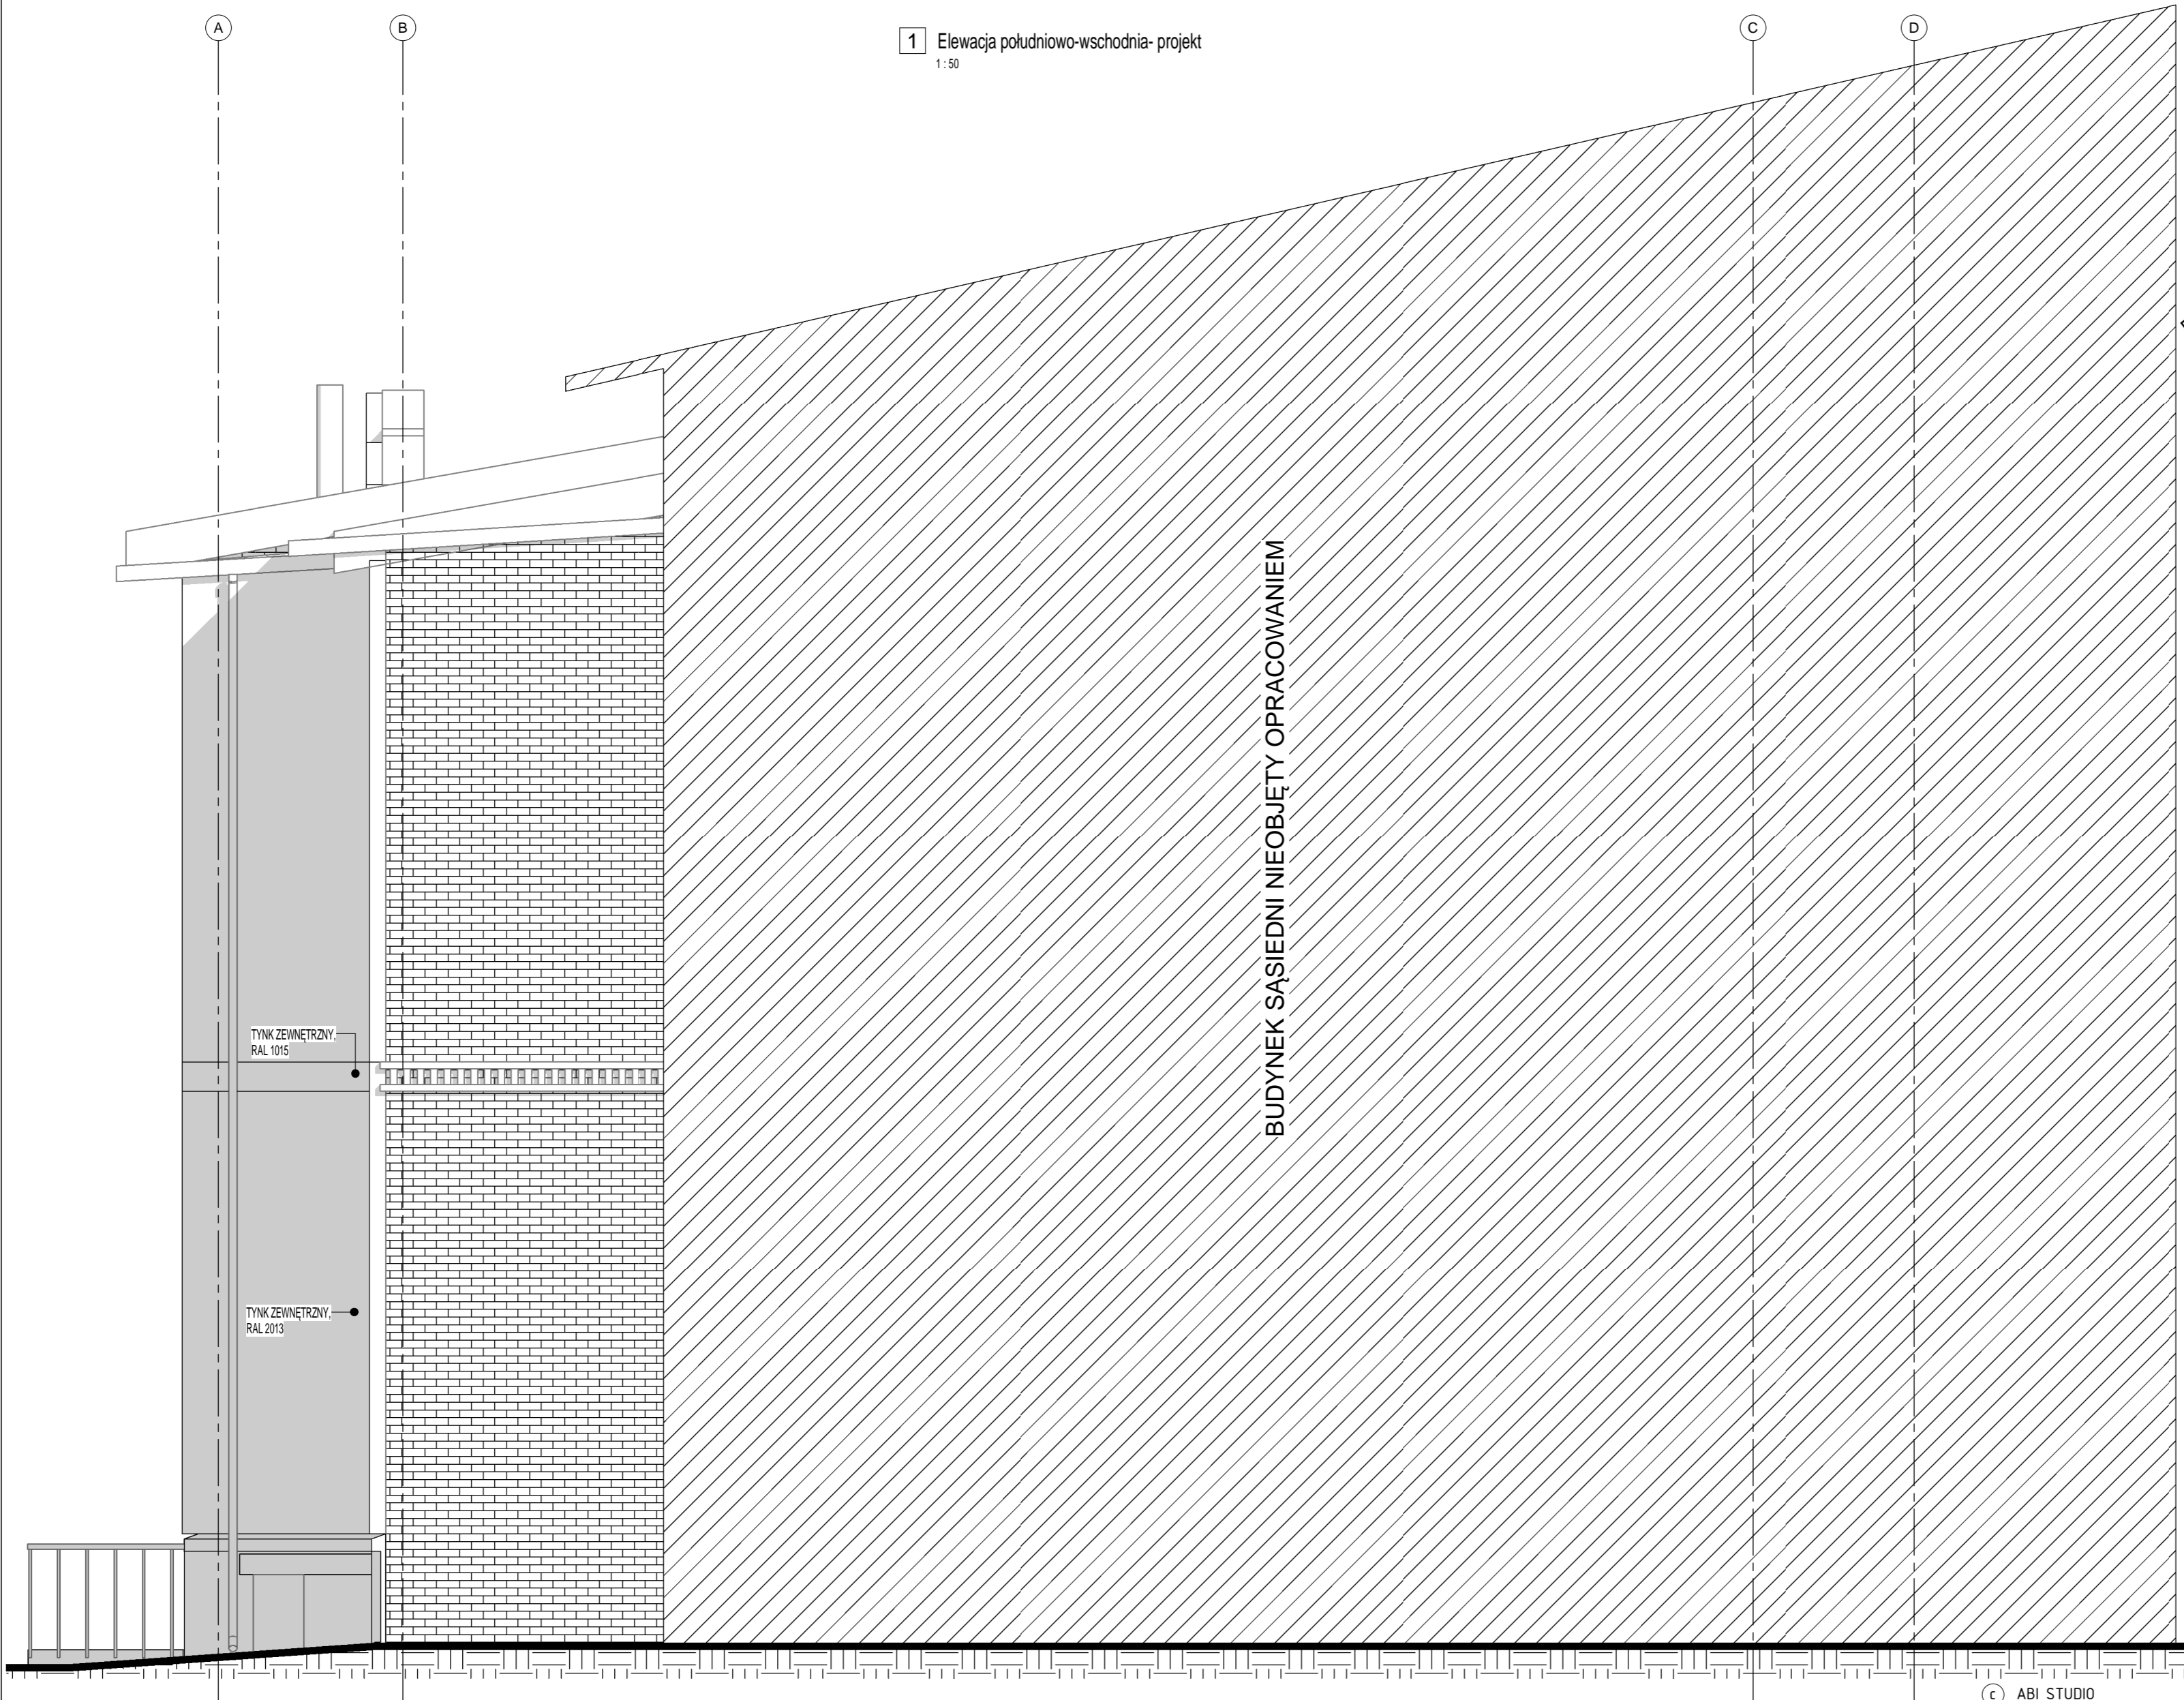 A
B
1 Elewacja południowo-wschodnia- projekt
1 : 50
C
D
BUDYNEK SĄSIEDNI NIEOBJĘTY OPRACOWANIEM
TYNK ZEWNĘTRZNY,
RAL 1015
TYNK ZEWNĘTRZNY,
RAL 2013
c ABI STUDIO